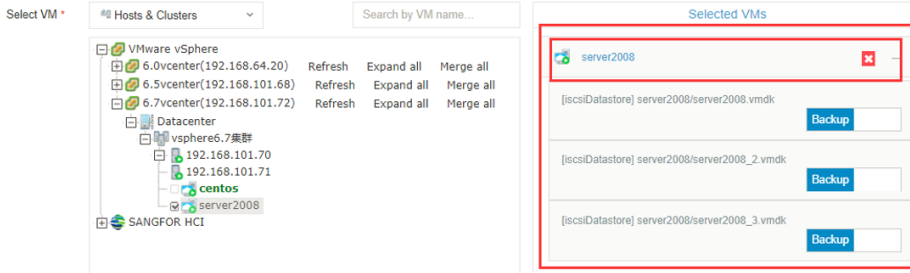 Select VM *
Hosts & Clusters
Search by VM name...
VMware vSphere
6.0vcenter(192.168.64.20) Refresh Expand all Merge all
6.5vcenter(192.168.101.68) Refresh Expand all Merge all
6.7vcenter(192.168.101.72) Refresh Expand all Merge all
Datacenter
vsphere6.7集群
192.168.101.70
192.168.101.71
centos
server2008
SANGFOR HCI
Selected VMs
server2008
[iscsiDatastore] server2008/server2008.vmdk
Backup
[iscsiDatastore] server2008/server2008_2.vmdk
Backup
[iscsiDatastore] server2008/server2008_3.vmdk
Backup